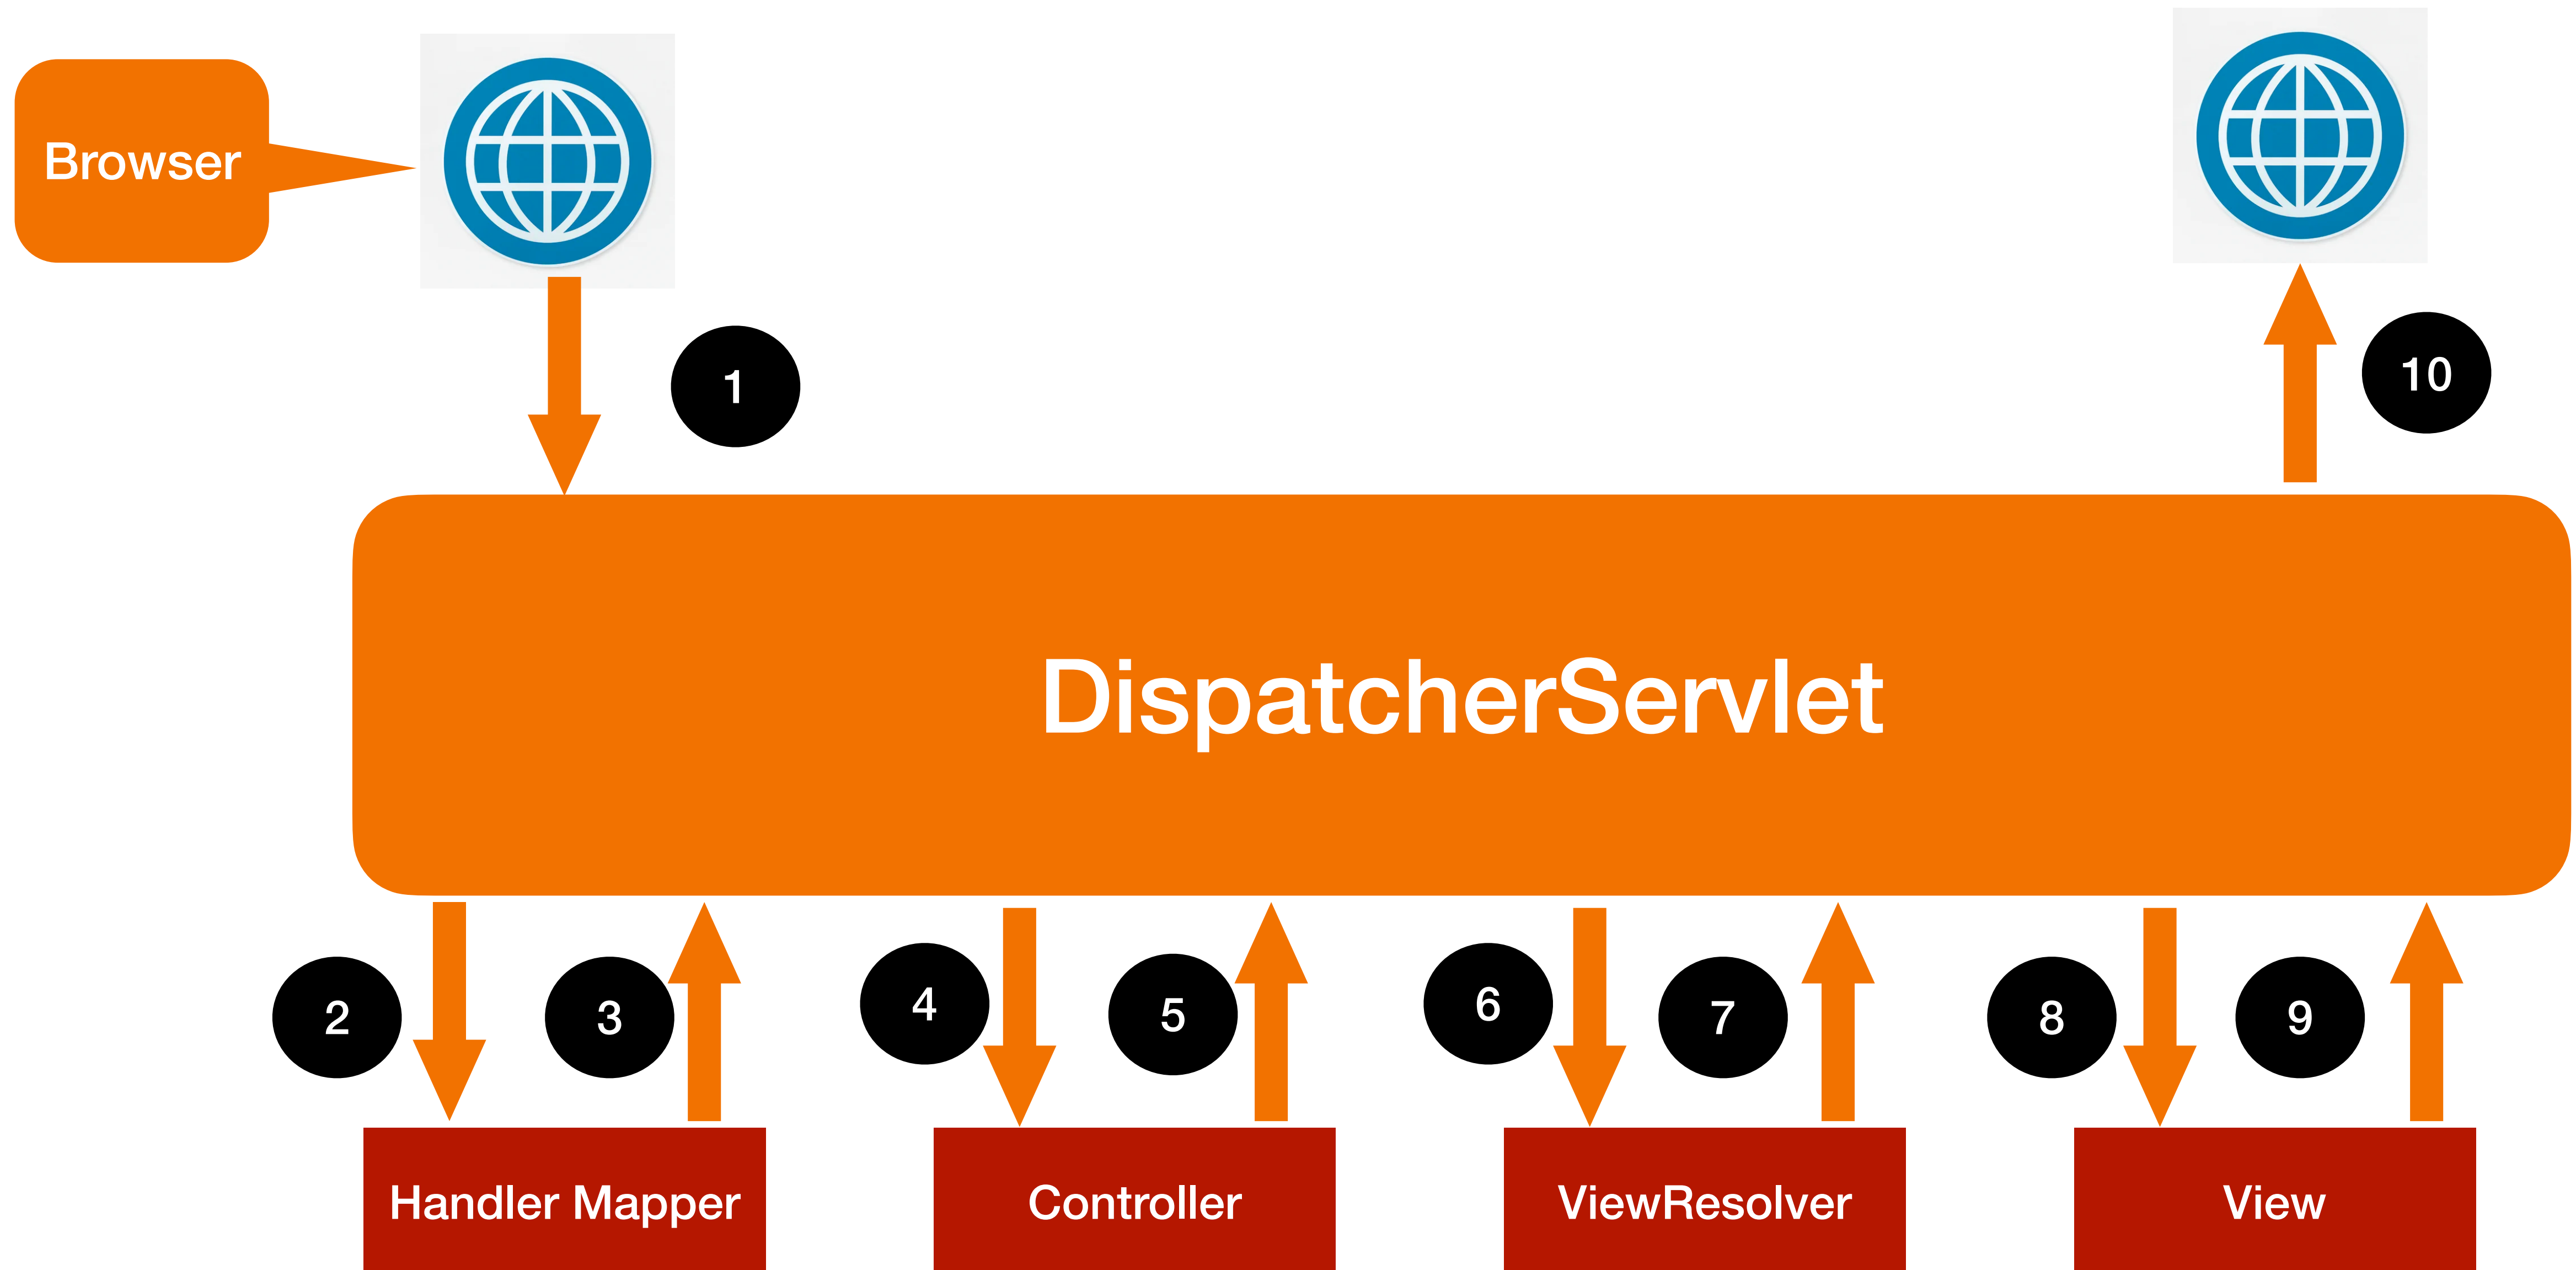 Browser
1
10
DispatcherServlet
2
3
4
5
6
7
8
9
Handler Mapper
Controller
ViewResolver
View